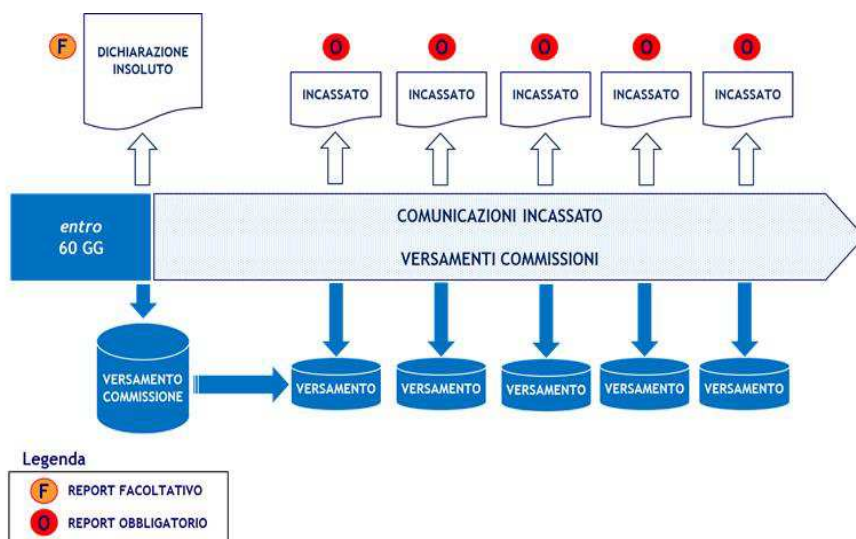 F
DICHIARAZIONE
INSOLUTO
O
O
O
O
O
INCASSATO
INCASSATO
INCASSATO
INCASSATO
INCASSATO
entro
60 GG
COMUNICAZIONI INCASSATO
VERSAMENTI COMMISSIONI
VERSAMENTO
COMMISSIONE
VERSAMENTO
VERSAMENTO
VERSAMENTO
VERSAMENTO
VERSAMENTO
Legenda
F REPORT FACOLTATIVO
O REPORT OBBLIGATORIO